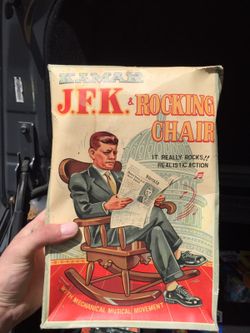 KAMAR
J.F.K. & ROCKING
CHAIR
IT REALLY ROCKS!!
REALISTIC ACTION
WITH MECHANICAL MUSICAL MOVEMENT